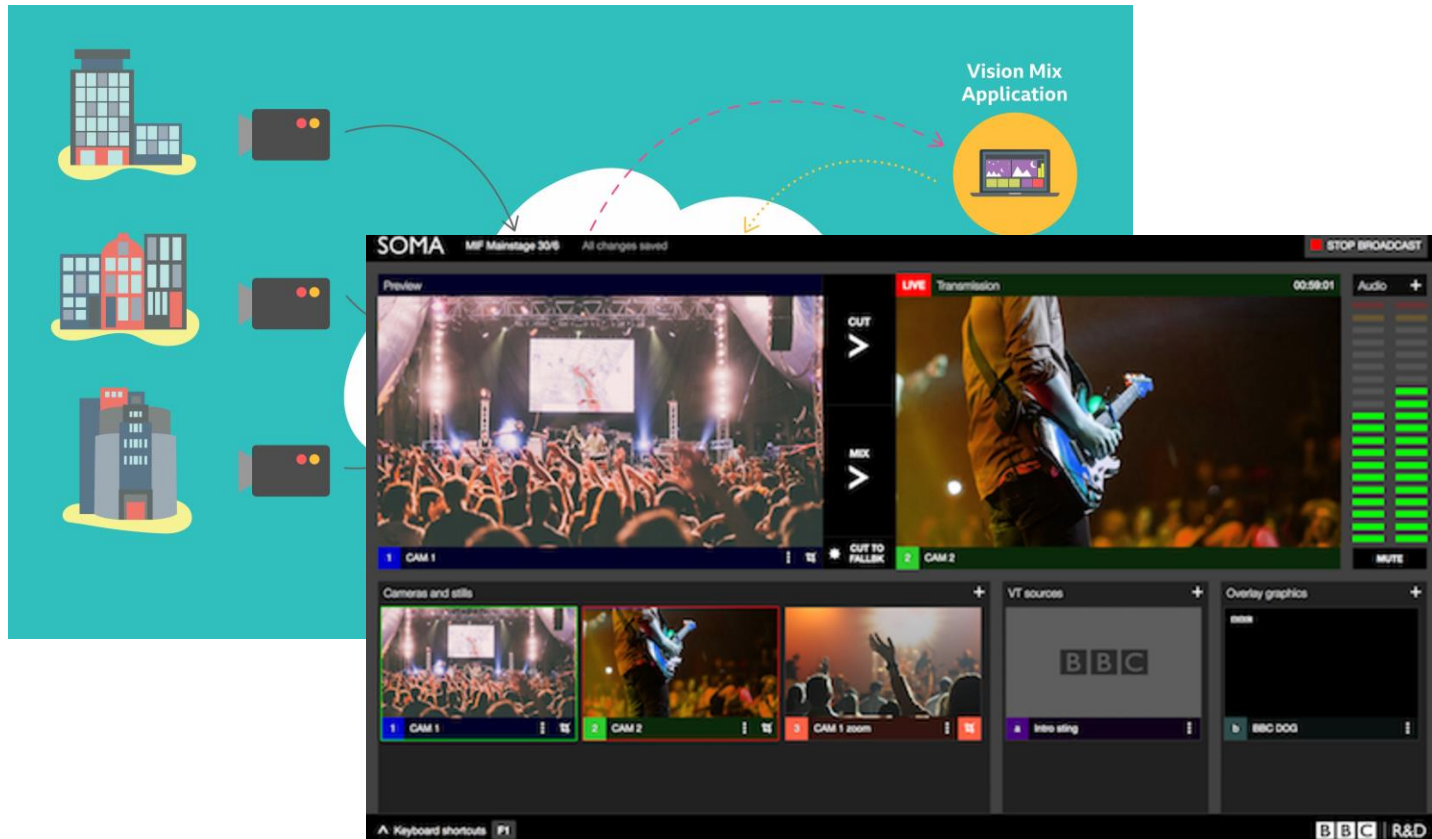 Vision Mix
Application
SOMA MIF Mainstage 30/6 All changes saved STOP BROADCAST
Preview
LIVE Transmission 00:59:01
Audio +
CUT
>
MIX
>
CUT TO
FALLBK
1 CAM 1
2 CAM 2
MUTE
Cameras and stills +
VT sources +
Overlay graphics +
BBC
BBC
1 CAM 1
2 CAM 2
3 CAM 1 zoom
a Intro sting
b BBC DOG
Keyboard shortcuts F1
BBC R&D